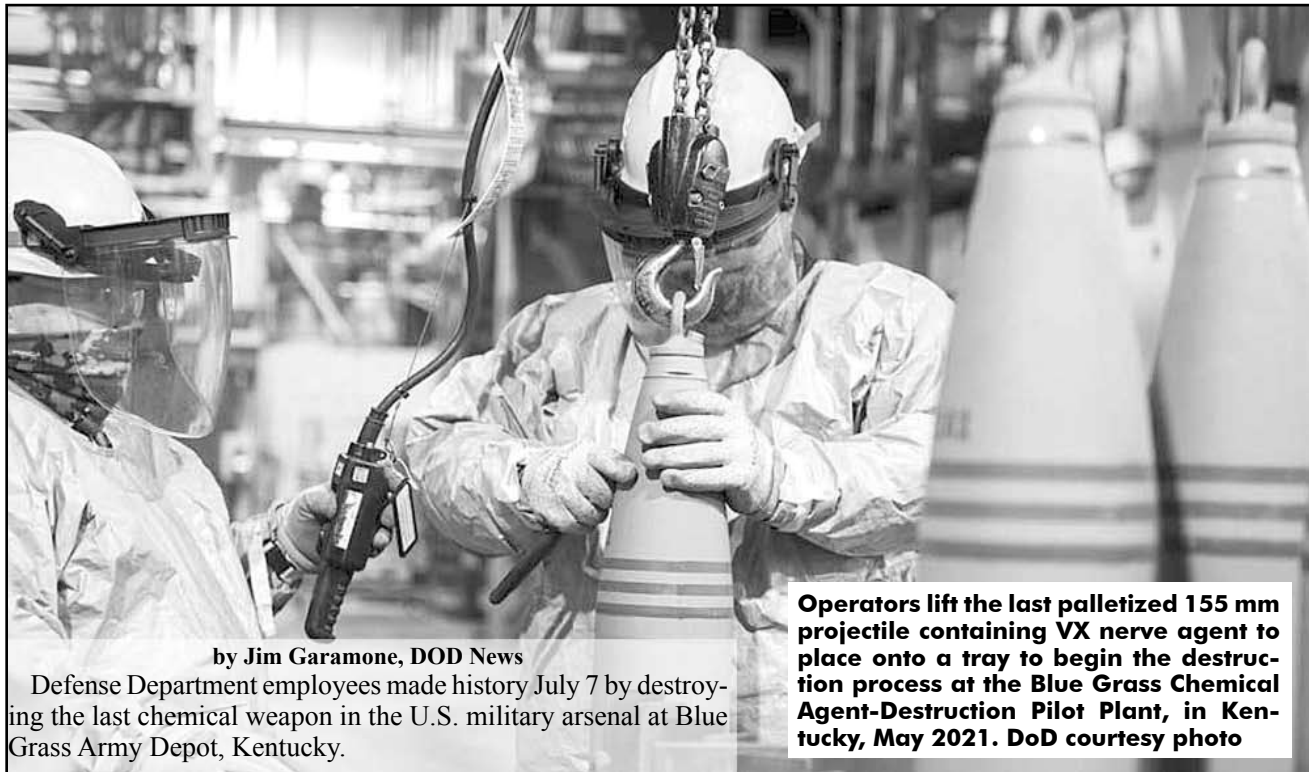 by Jim Garamone, DOD News
Defense Department employees made history July 7 by destroy-
ing the last chemical weapon in the U.S. military arsenal at Blue
Grass Army Depot, Kentucky.
Operators lift the last palletized 155 mm
projectile containing VX nerve agent to
place onto a tray to begin the destruc-
tion process at the Blue Grass Chemical
Agent-Destruction Pilot Plant, in Ken-
tucky, May 2021. DoD courtesy photo